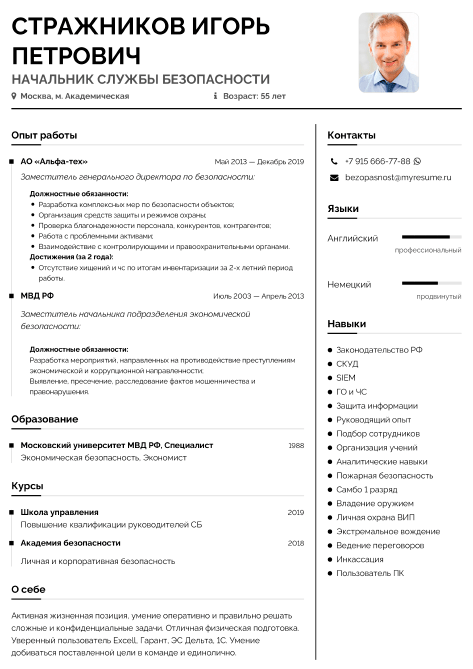 СТРАЖНИКОВ ИГОРЬ
ПЕТРОВИЧ
НАЧАЛЬНИК СЛУЖБЫ БЕЗОПАСНОСТИ
Москва, м. Академическая
Возраст: 55 лет
Опыт работы
АО «Альфа-тех»
Май 2013 — Декабрь 2019
Заместитель генерального директора по безопасности:
Должностные обязанности:
Разработка комплексных мер по безопасности объектов;
Организация средств защиты и режимов охраны;
Проверка благонадежности персонала, конкурентов, контрагентов;
Работа с проблемными активами;
Взаимодействие с контролирующими и правоохранительными органами.
Достижения (за 2 года):
Отсутствие хищений и чс по итогам инвентаризации за 2-х летний период
работы.
МВД РФ
Июль 2003 — Апрель 2013
Заместитель начальника подразделения экономической
безопасности:
Должностные обязанности:
Разработка мероприятий, направленных на противодействие преступлениям
экономической и коррупционной направленности;
Выявление, пресечение, расследование фактов мошенничества и
правонарушения.
Образование
Московский университет МВД РФ, Специалист
1988
Экономическая безопасность, Экономист
Курсы
Школа управления
2019
Повышение квалификации руководителей СБ
Академия безопасности
2018
Личная и корпоративная безопасность
О себе
Активная жизненная позиция, умение оперативно и правильно решать
сложные и конфиденциальные задачи. Отличная физическая подготовка.
Уверенный пользователь Excell, Гарант, ЭС Дельта, 1С. Умение
добиваться поставленной цели в команде и единолично.
Контакты
+7 915 666-77-88
bezopasnost@myresume.ru
Языки
Английский
профессиональный
Немецкий
продвинутый
Навыки
Законодательство РФ
СКУД
SIEM
ГО и ЧС
Защита информации
Руководящий опыт
Подбор сотрудников
Организация учений
Аналитические навыки
Пожарная безопасность
Самбо 1 разряд
Владение оружием
Личная охрана ВИП
Экстремальное вождение
Ведение переговоров
Инкассация
Пользователь ПК